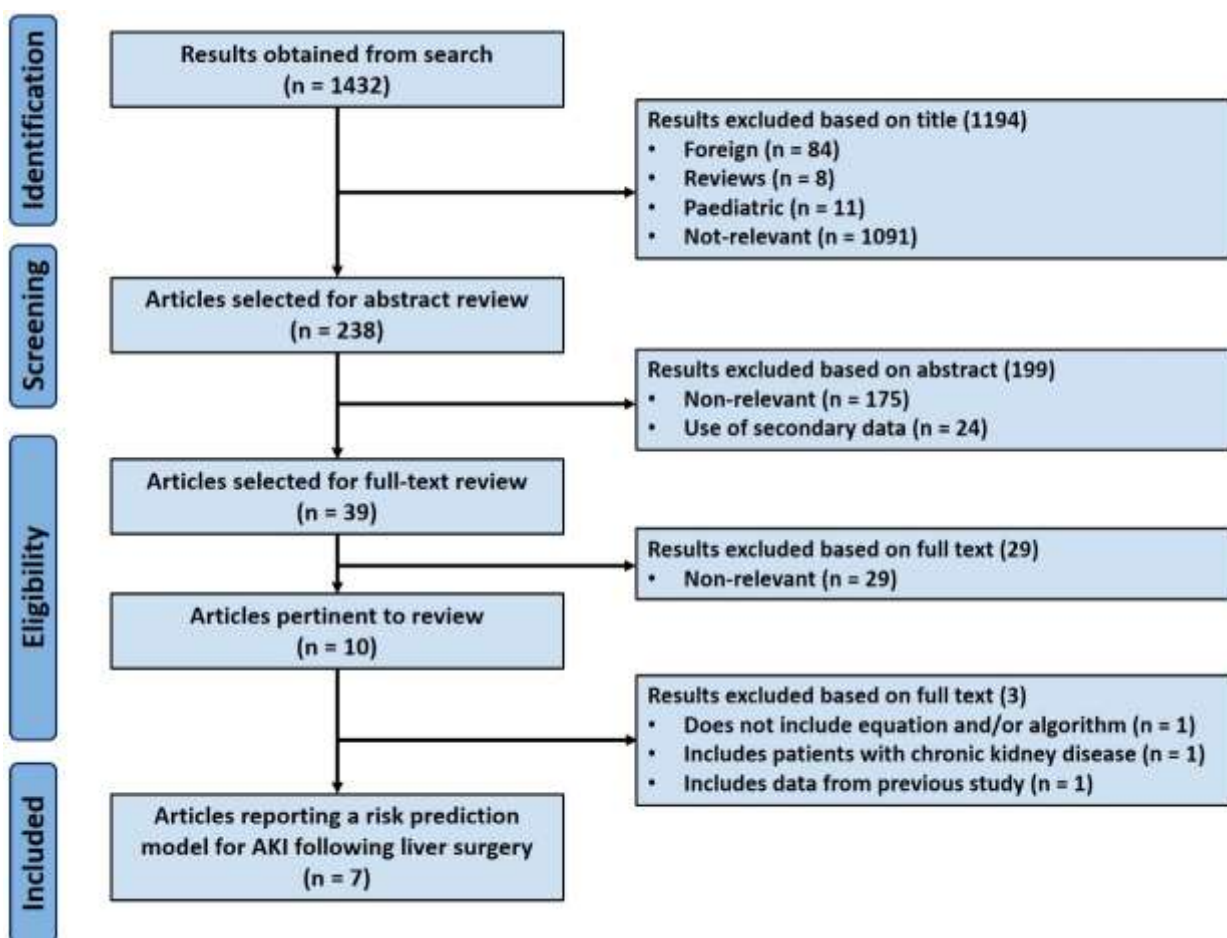 Identification
Results obtained from search
(n = 1432)
Results excluded based on title (1194)
• Foreign (n = 84)
• Reviews (n = 8)
• Paediatric (n = 11)
• Not-relevant (n = 1091)
Screening
Articles selected for abstract review
(n = 238)
Results excluded based on abstract (199)
• Non-relevant (n = 175)
• Use of secondary data (n = 24)
Eligibility
Articles selected for full-text review
(n = 39)
Results excluded based on full text (29)
• Non-relevant (n = 29)
Articles pertinent to review
(n = 10)
Results excluded based on full text (3)
• Does not include equation and/or algorithm (n = 1)
• Includes patients with chronic kidney disease (n = 1)
• Includes data from previous study (n = 1)
Included
Articles reporting a risk prediction
model for AKI following liver surgery
(n = 7)